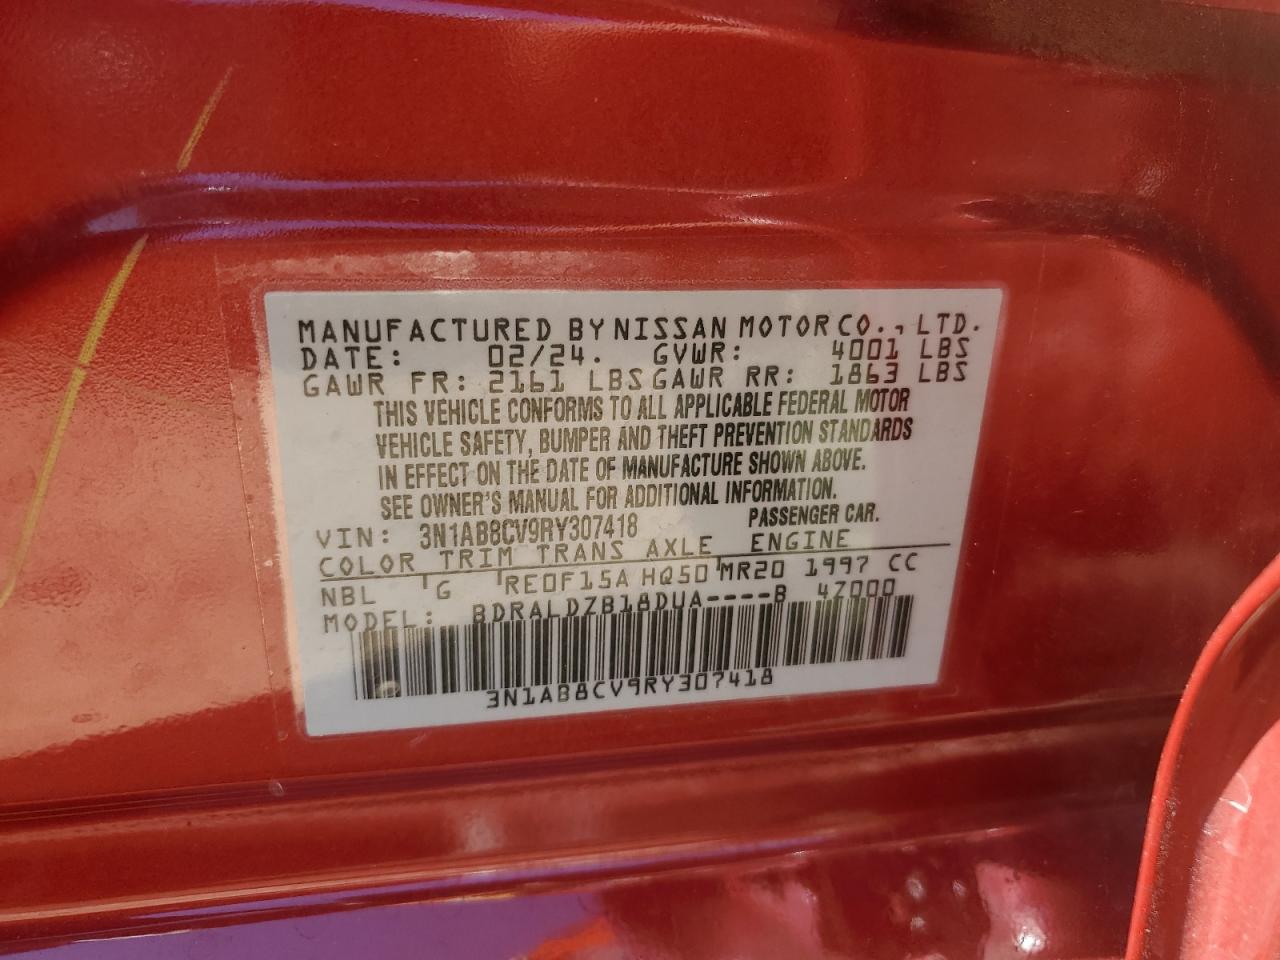 MANUFACTURED BY NISSAN MOTOR CO., LTD.
DATE: 02/24. GVWR: 4001 LBS
GAWR FR: 2161 LBS GAWR RR: 1863 LBS
THIS VEHICLE CONFORMS TO ALL APPLICABLE FEDERAL MOTOR
VEHICLE SAFETY, BUMPER AND THEFT PREVENTION STANDARDS
IN EFFECT ON THE DATE OF MANUFACTURE SHOWN ABOVE.
SEE OWNER'S MANUAL FOR ADDITIONAL INFORMATION.
VIN: 3N1AB8CV9RY307418 PASSENGER CAR.
COLOR TRIM TRANS AXLE ENGINE
NBL G RE0F15A HQ50 MR20 1997 CC
MODEL: BDRALDZB18DUA----B 47000
3N1AB8CV9RY307418